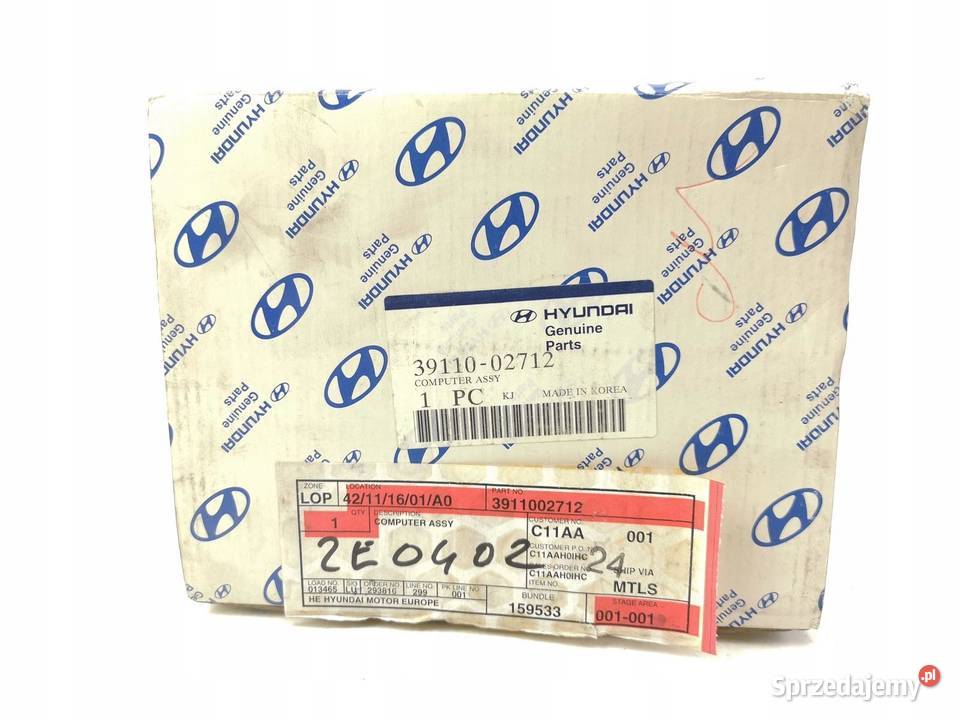 HYUNDAI
Genuine
Parts
39110-02712
COMPUTER ASSY
1 PC KJ MADE IN KOREA
ZONE LOCATION PART NO
LOP 42/11/16/01/A0 3911002712
QTY DESCRIPTION CUSTOMER NO.
1 COMPUTER ASSY C11AA 001
CUSTOMER P.O. NO
2E0402 24
C11AAH0IHC SHIP VIA
SALES ORDER NO
C11AAH0IHC MTLS
ITEM NO.
LOAD NO. ORDER NO LINE NO. PK LINE NO
013465 293816 299 001
HE HYUNDAI MOTOR EUROPE
BUNDLE STAGE AREA
159533 001-001
Sprzedajemy.pl